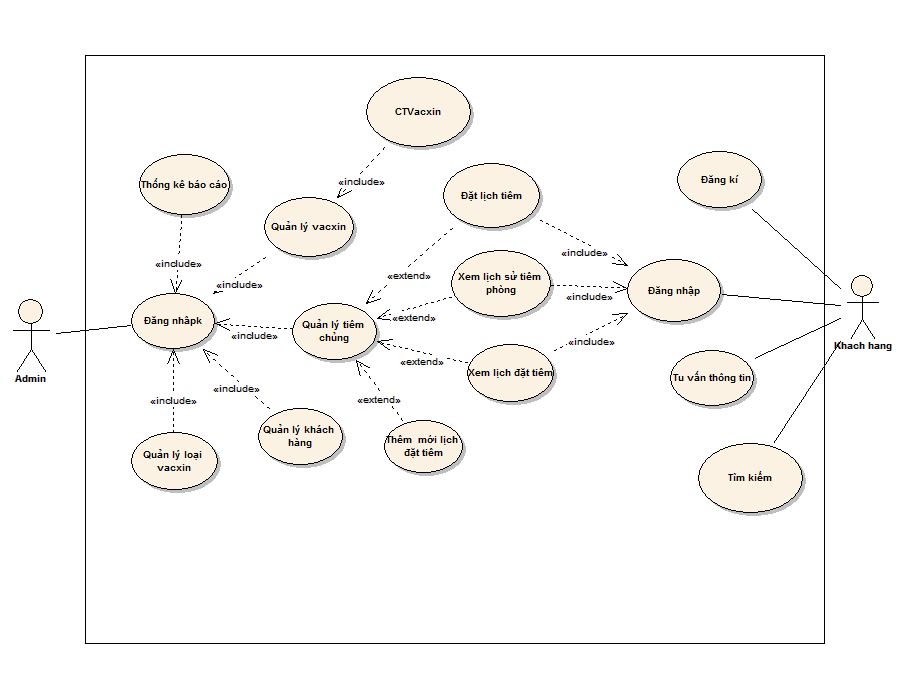 CTVacxin
«include»
Thống kê báo cáo
Đặt lịch tiêm
Đăng kí
Quản lý vacxin
«include»
«include»
«extend»
«include»
Xem lịch sử tiêm
phòng
Đăng nhập
«include»
«include»
«extend»
Đăng nhâpk
Quản lý tiêm
chủng
«include»
«include»
Khach hang
«extend»
Xem lịch đặt tiêm
Tu vấn thông tin
Admin
«include»
«include»
«extend»
Quản lý khách
hàng
Thêm mới lịch
đặt tiêm
Quản lý loại
vacxin
Tìm kiếm